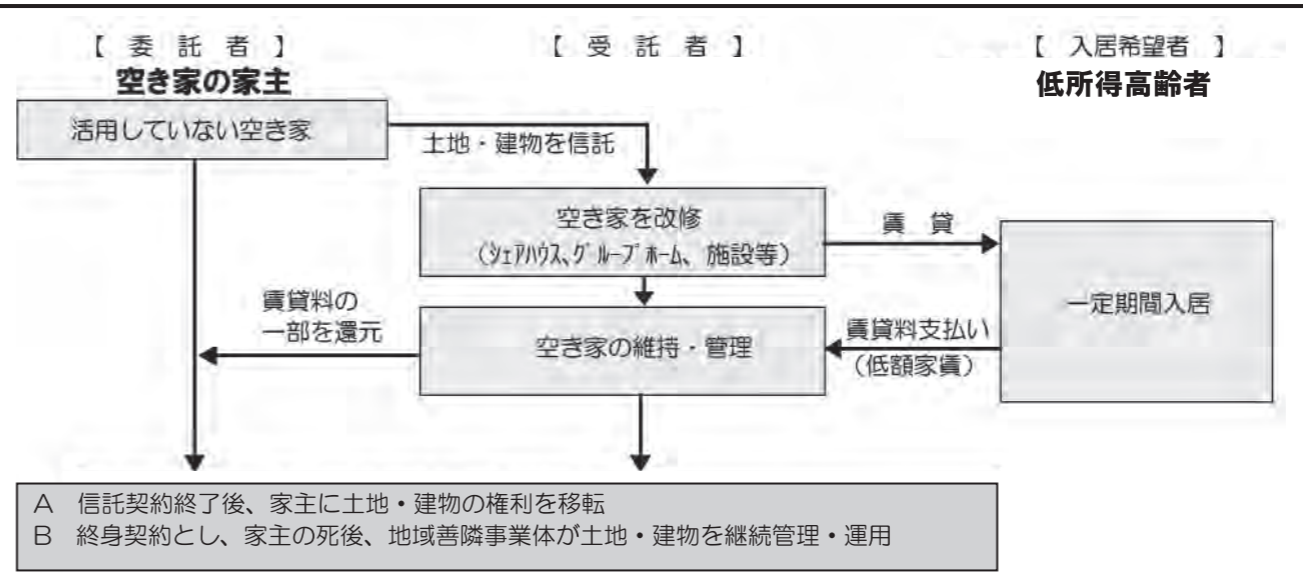 【 委 託 者 】
空き家の家主
【 受 託 者 】
【 入居希望者 】
低所得高齢者
活用していない空き家
土地・建物を信託
空き家を改修
(シェアハウス、グループホーム、施設等)
賃 貸
一定期間入居
賃貸料の
一部を還元
空き家の維持・管理
賃貸料支払い
(低額家賃)
A 信託契約終了後、家主に土地・建物の権利を移転
B 終身契約とし、家主の死後、地域善隣事業体が土地・建物を継続管理・運用